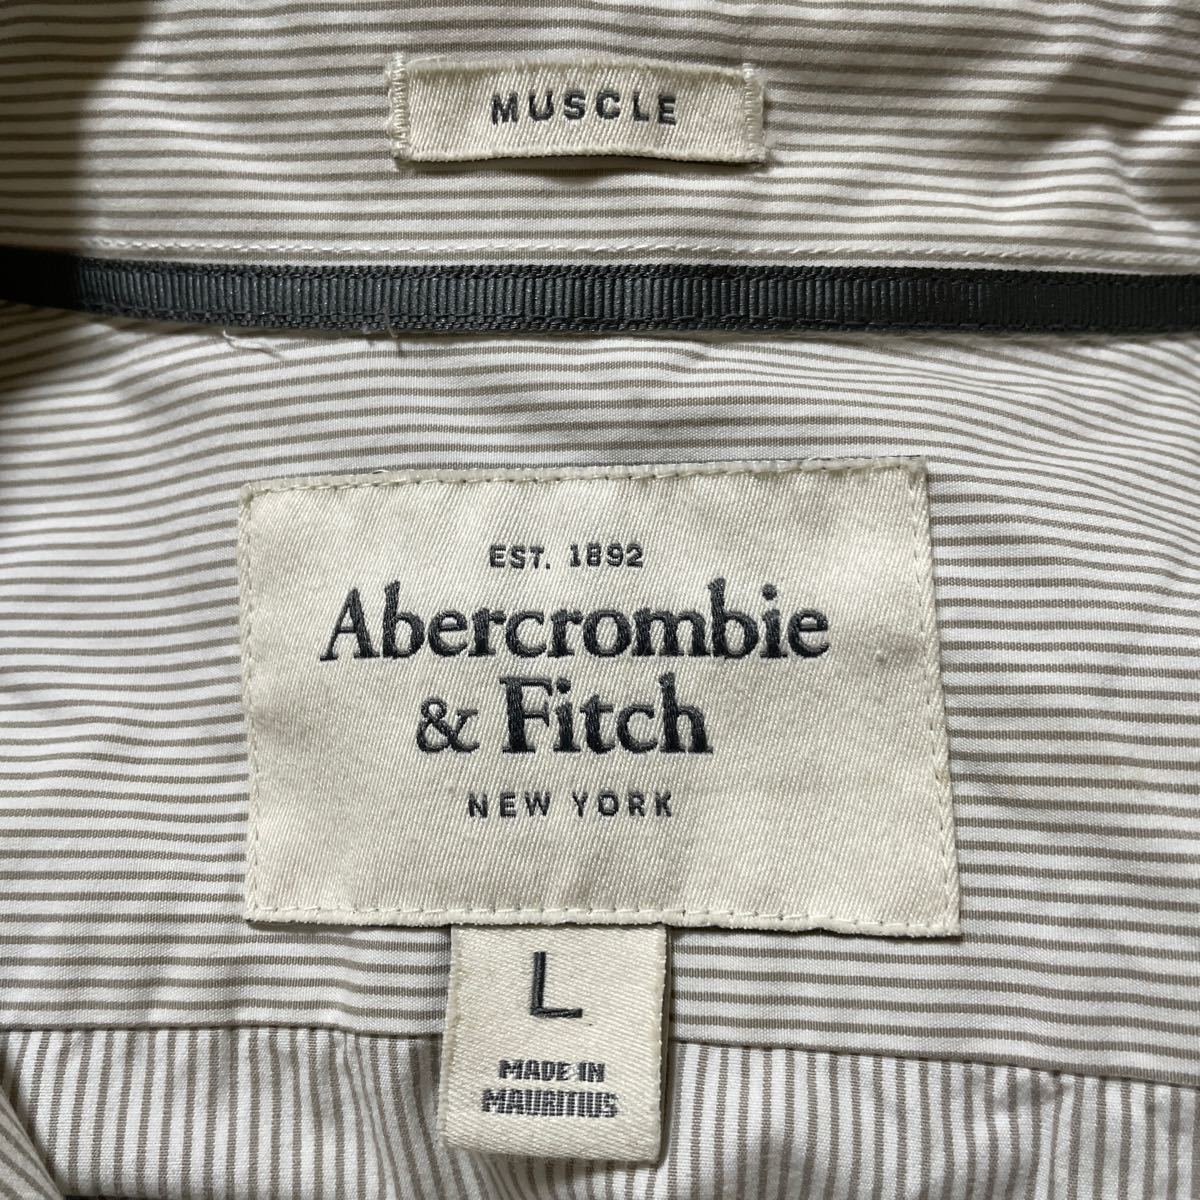 MUSCLE
EST. 1892
Abercrombie
& Fitch
NEW YORK
L
MADE IN
MAURITIUS